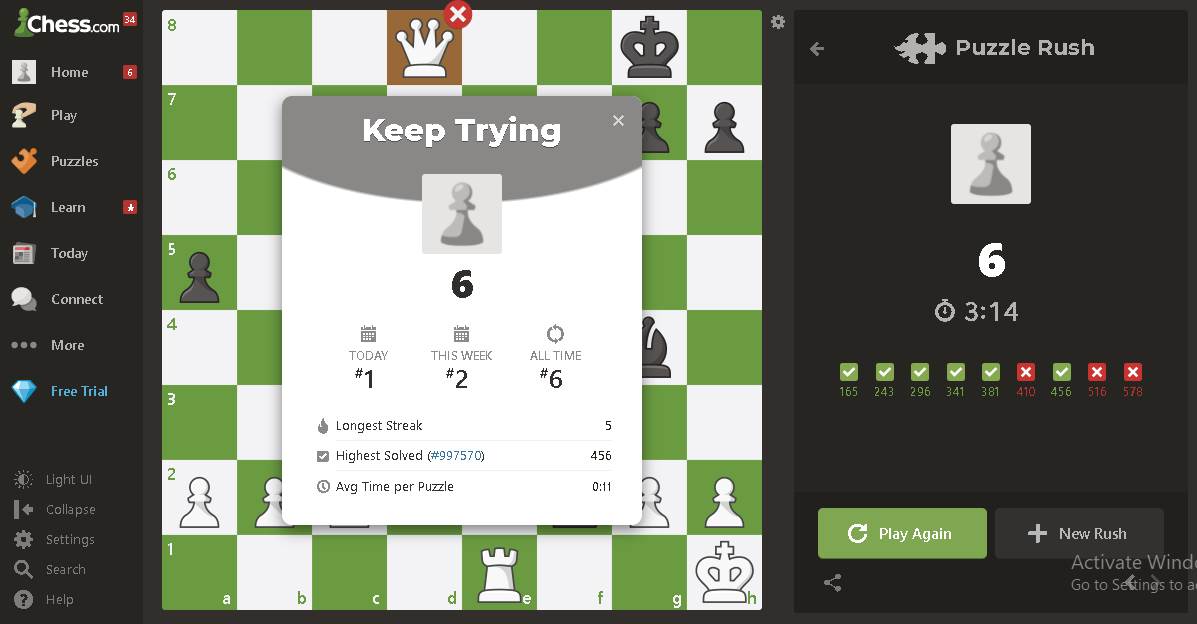 Chess.com 34
Home 6
Play
Puzzles
Learn
Today
Connect
More
Free Trial
Light UI
Collapse
Settings
Search
Help
8
7
6
5
4
3
2
1
a b c d e f g h
Keep Trying
6
TODAY THIS WEEK ALL TIME
#1 #2 #6
Longest Streak 5
Highest Solved (#997570) 456
Avg Time per Puzzle 0:11
Puzzle Rush
6
3:14
165 243 296 341 381 410 456 516 578
Play Again New Rush
Activate Windo
Go to Settings to a